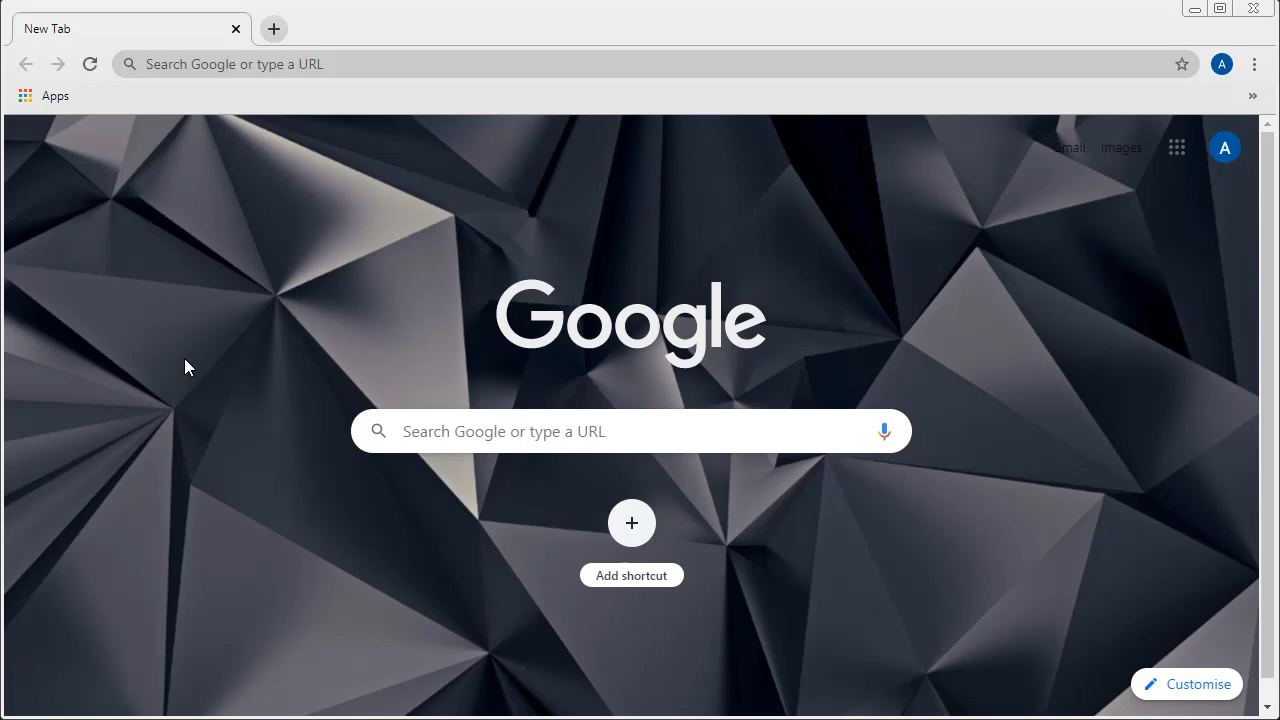 New Tab
Search Google or type a URL
A
Apps
»
Gmail Images
A
Google
Search Google or type a URL
Add shortcut
Customise